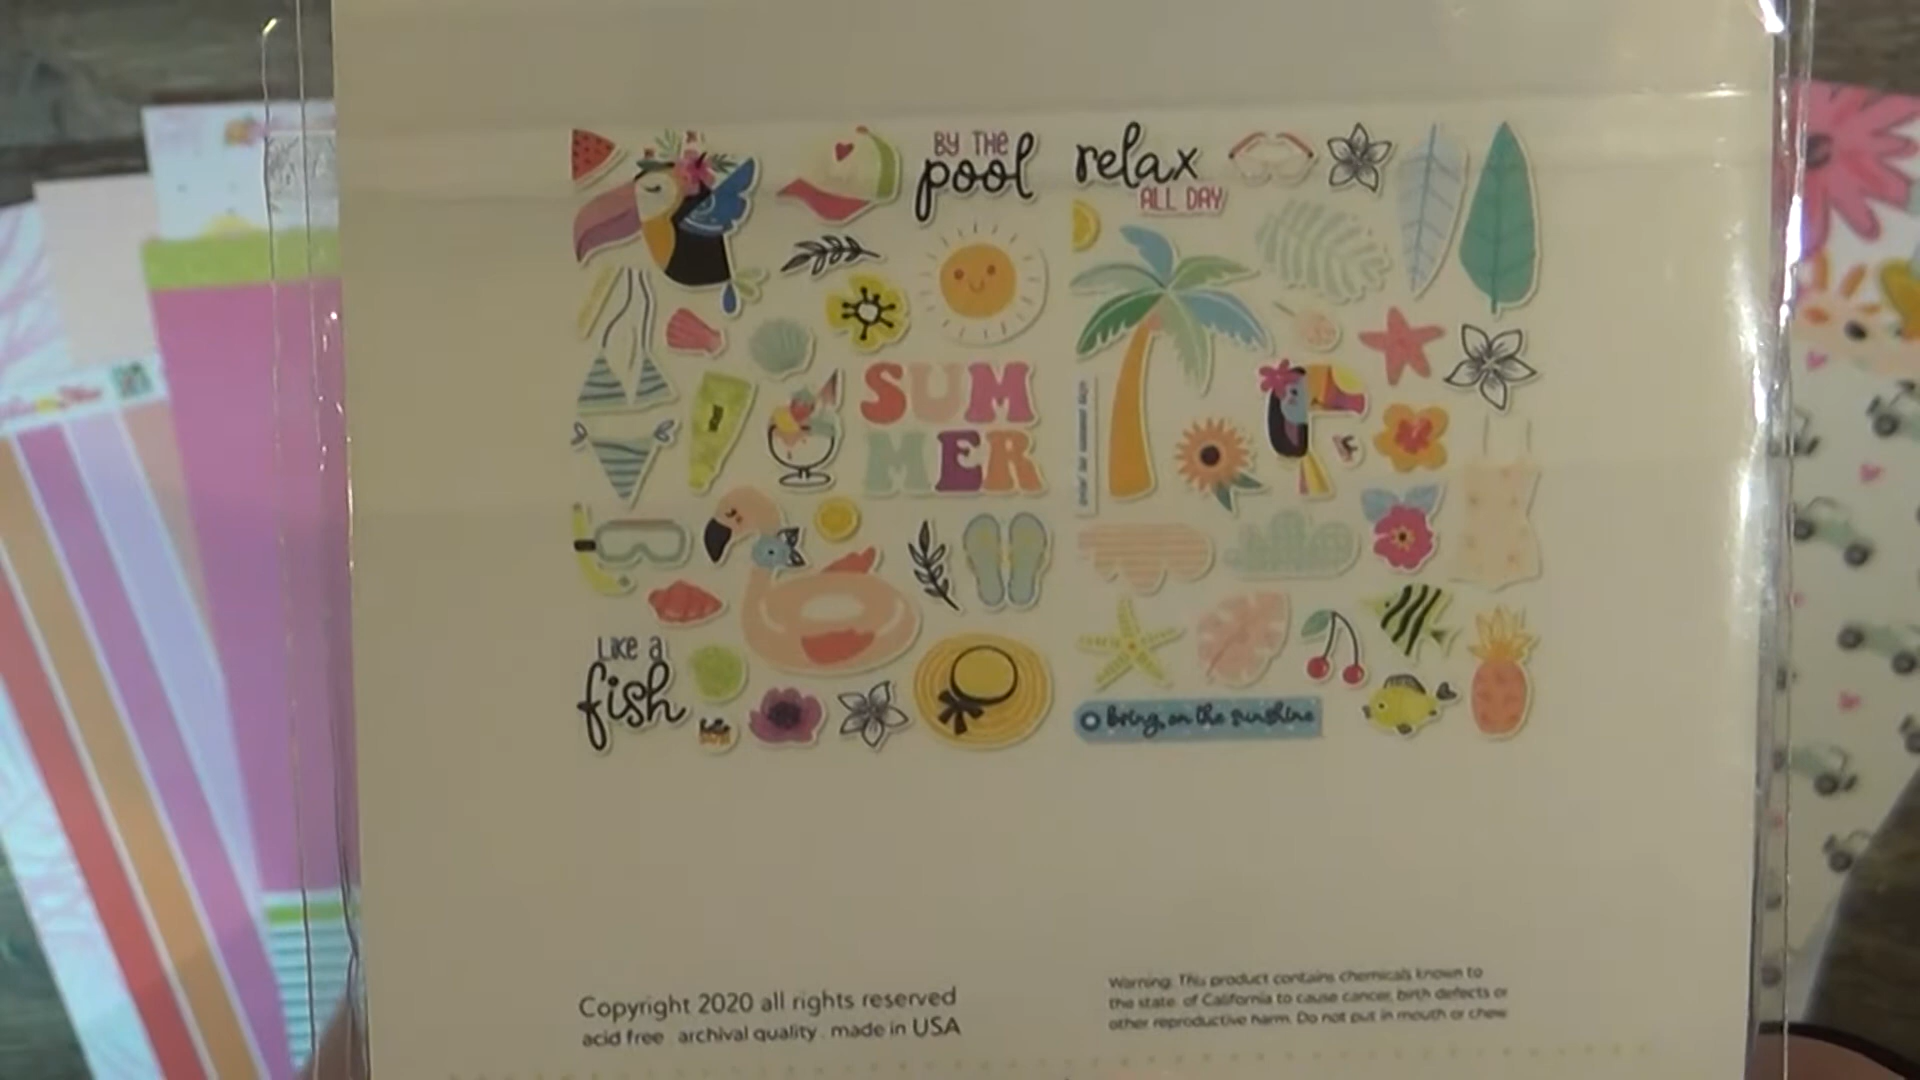 BY THE
pool
relax
ALL DAY
SUM
MER
Like a
fish
hello
bring on the sunshine
Copyright 2020 all rights reserved
acid free archival quality . made in USA
Warning: This product contains chemicals known to
the state of California to cause cancer, birth defects or
other reproductive harm. Do not put in mouth or chew